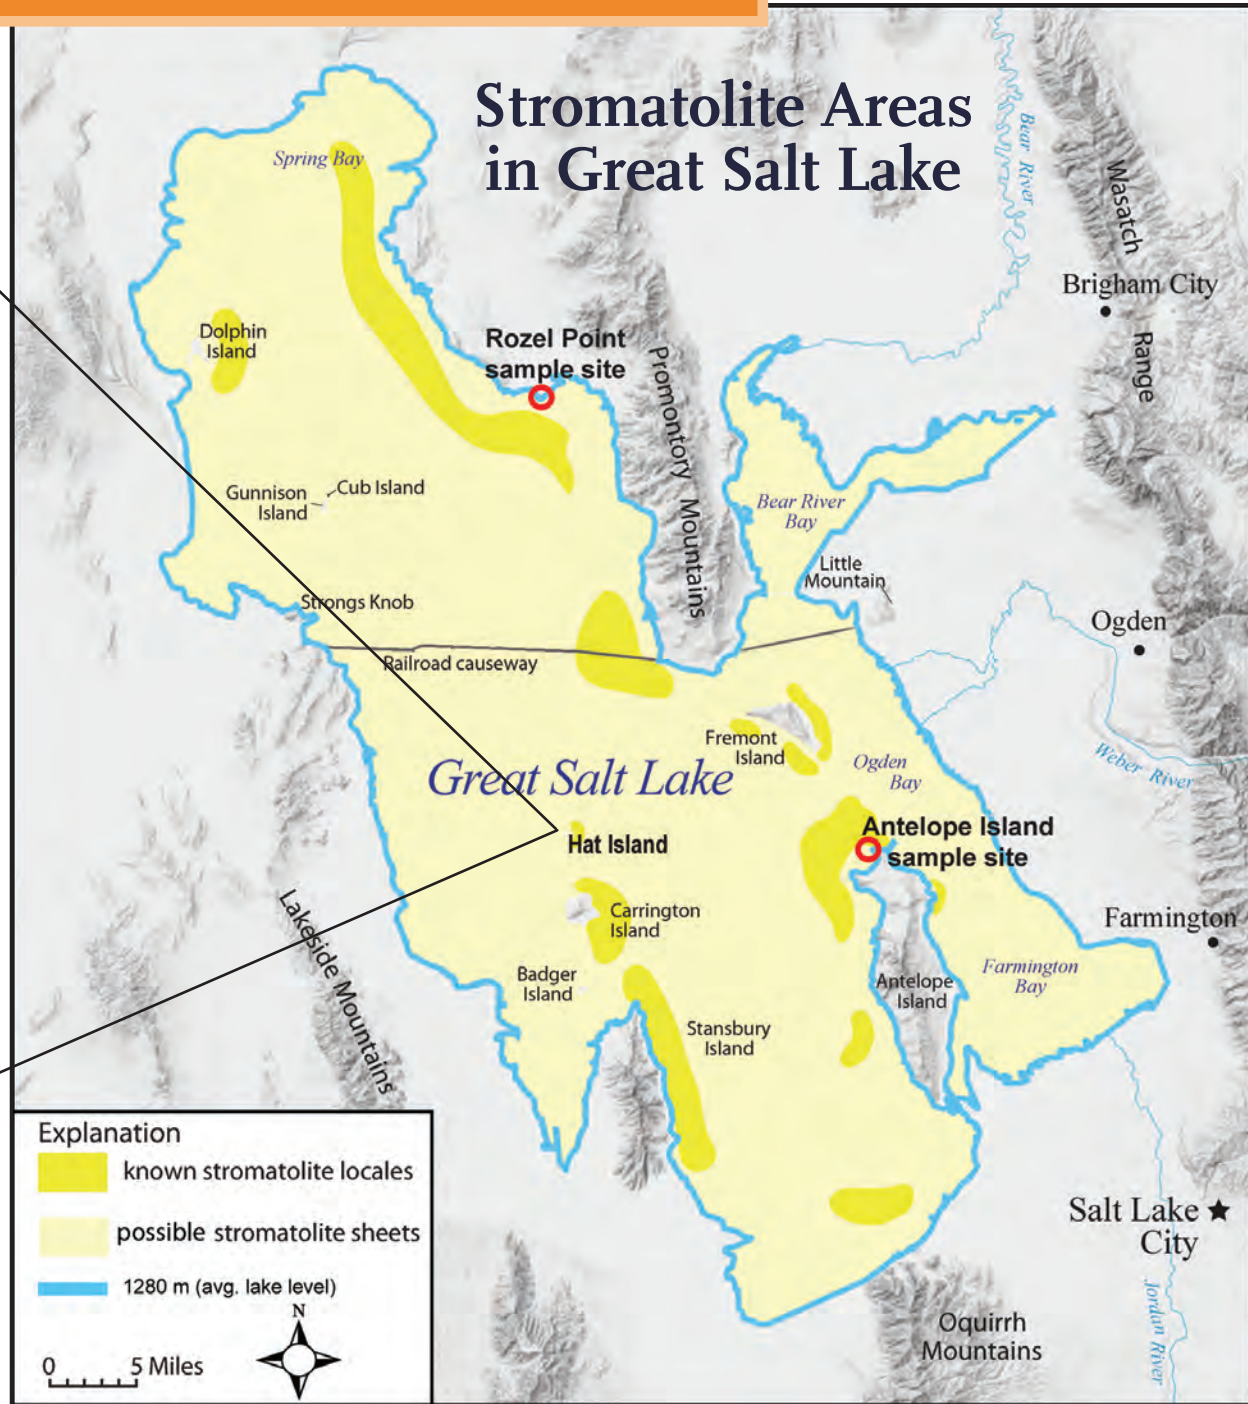 Stromatolite Areas
in Great Salt Lake
Spring Bay
Bear River
Wasatch
Range
Brigham City
Dolphin
Island
Rozel Point
sample site
Promontory Mountains
Gunnison
Island
Cub Island
Bear River
Bay
Little
Mountain
Strongs Knob
Ogden
Railroad causeway
Fremont
Island
Ogden
Bay
Weber River
Great Salt Lake
Hat Island
Antelope Island
sample site
Carrington
Island
Lakeside Mountains
Farmington
Badger
Island
Antelope
Island
Farmington
Bay
Stansbury
Island
Explanation
known stromatolite locales
possible stromatolite sheets
1280 m (avg. lake level)
N
0 5 Miles
Salt Lake
City
Jordan River
Oquirrh
Mountains